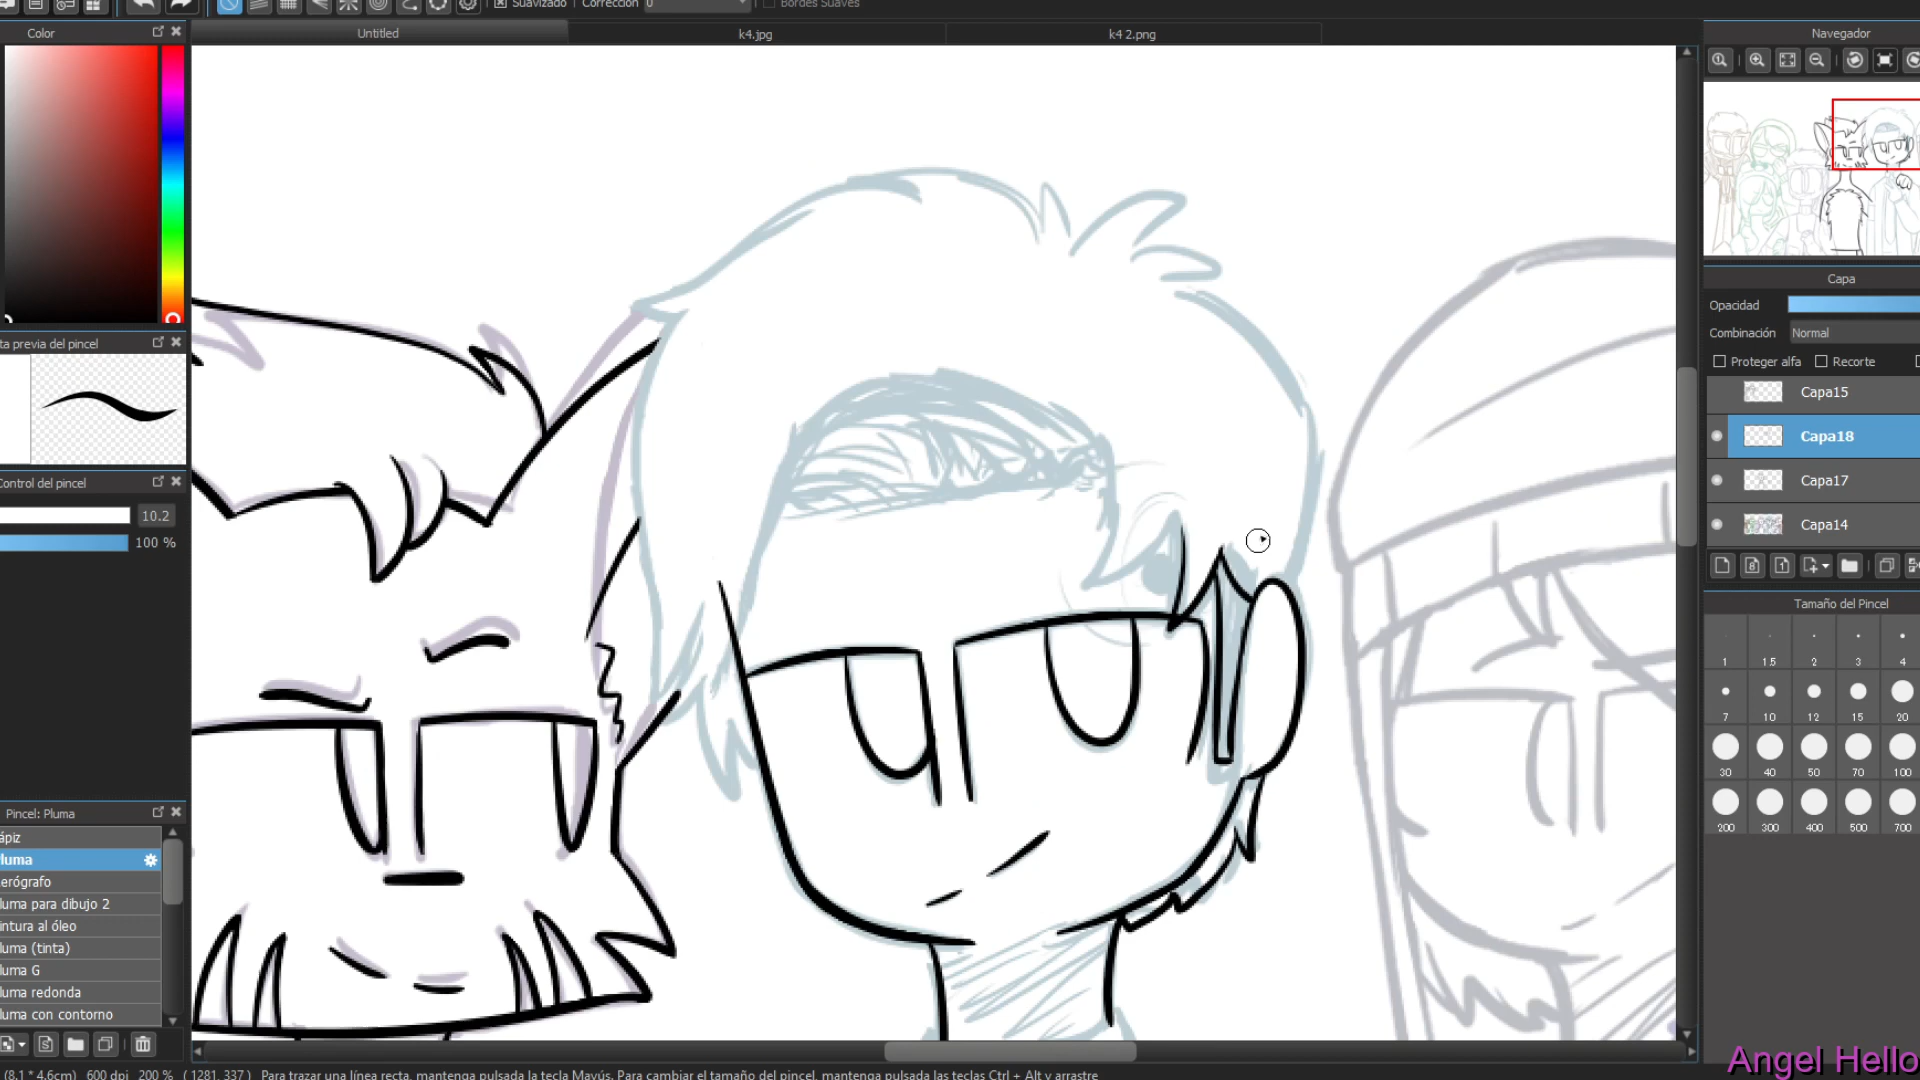 Suavizado Corrección 0 Bordes Suaves
Color
Untitled
k4.jpg
k4 2.png
Navegador
Capa
Opacidad
Combinación Normal
Proteger alfa Recorte
Capa15
Capa18
Capa17
Capa14
ta previa del pincel
Control del pincel
10.2
100 %
Pincel: Pluma
ápiz
luma
erógrafo
luma para dibujo 2
intura al óleo
luma (tinta)
luma G
luma redonda
luma con contorno
Tamaño del Pincel
1 1.5 2 3 4
7 10 12 15 20
30 40 50 70 100
200 300 400 500 700
(8.1 * 4.6cm) 600 dpi 200 % ( 1281, 337 ) Para trazar una línea recta, mantenga pulsada la tecla Mayús. Para cambiar el tamaño del pincel, mantenga pulsadas las teclas Ctrl + Alt y arrastre
Angel Hello